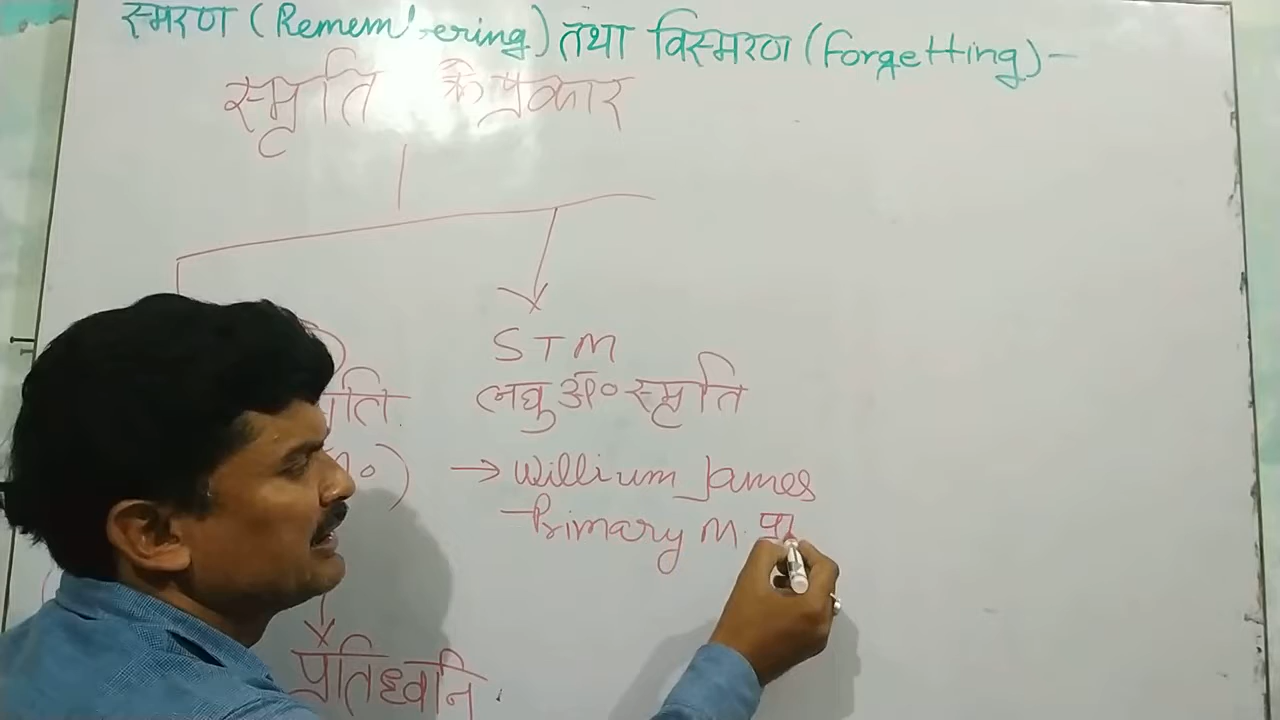 स्मरण (Remembering) तथा विस्मरण (Forgetting) -
स्मृति के प्रकार
STM
लघु अ० स्मृति
→ Willium James
Primary M.
प्रतिध्वनि